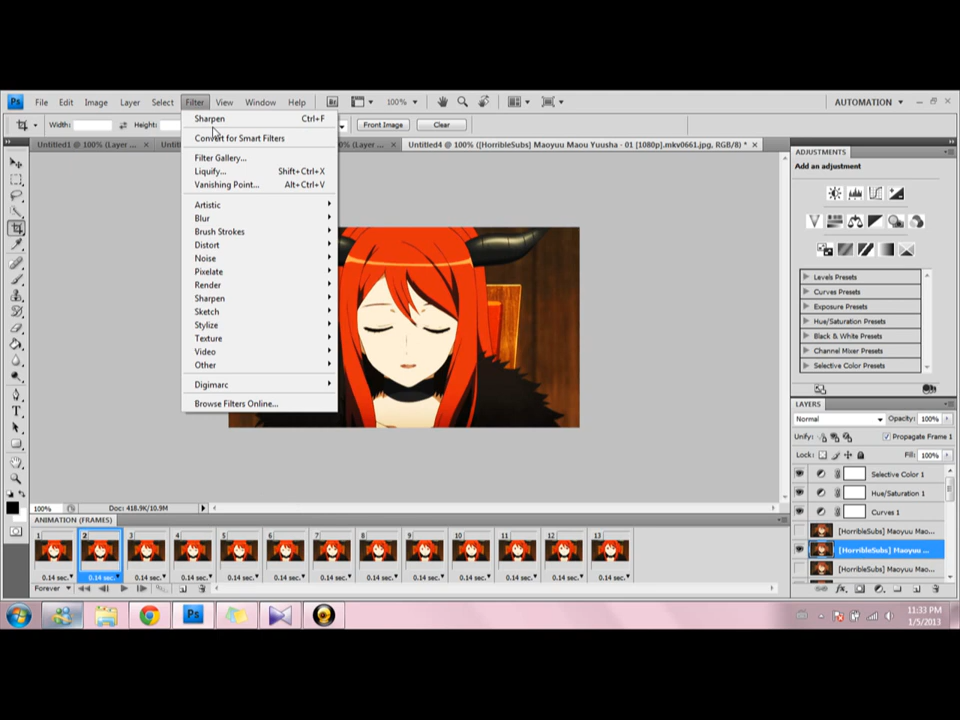 Ps File Edit Image Layer Select Filter View Window Help Br 100% AUTOMATION
Width: Height: Front Image Clear
Untitled1 @ 100% (Layer ... × 0% (Layer ... × Untitled4 @ 100% ([HorribleSubs] Maoyuu Maou Yuusha - 01 [1080p].mkv0661.jpg, RGB/8) * ×
Sharpen Ctrl+F
Convert for Smart Filters
Filter Gallery...
Liquify... Shift+Ctrl+X
Vanishing Point... Alt+Ctrl+V
Artistic
Blur
Brush Strokes
Distort
Noise
Pixelate
Render
Sharpen
Sketch
Stylize
Texture
Video
Other
Digimarc
Browse Filters Online...
ADJUSTMENTS
Add an adjustment
Levels Presets
Curves Presets
Exposure Presets
Hue/Saturation Presets
Black & White Presets
Channel Mixer Presets
Selective Color Presets
LAYERS
Normal Opacity: 100%
Unify: Propagate Frame 1
Lock: Fill: 100%
Selective Color 1
Hue/Saturation 1
Curves 1
[HorribleSubs] Maoyuu Mao...
[HorribleSubs] Maoyuu ...
[HorribleSubs] Maoyuu Mao...
100% Doc: 418.9K/10.9M
ANIMATION (FRAMES)
1 2 3 4 5 6 7 8 9 10 11 12 13
0.14 sec. 0.14 sec. 0.14 sec. 0.14 sec. 0.14 sec. 0.14 sec. 0.14 sec. 0.14 sec. 0.14 sec. 0.14 sec. 0.14 sec. 0.14 sec. 0.14 sec.
Forever
fx
Ps
11:33 PM
1/5/2013